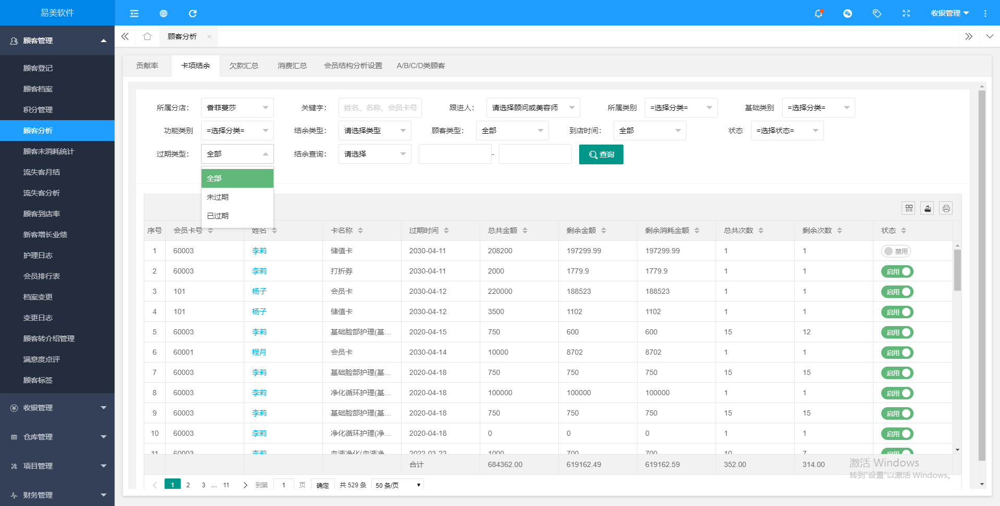 易美软件
收银管理
顾客管理
顾客登记
顾客档案
积分管理
顾客分析
顾客未消耗统计
流失客月结
流失客分析
顾客到店率
新客增长业绩
护理日志
会员排行表
档案变更
变更日志
顾客转介绍管理
满意度点评
顾客标签
收银管理
仓库管理
项目管理
财务管理
顾客分析
贡献率 卡项结余 欠款汇总 消费汇总 会员结构分析设置 A/B/C/D类顾客
所属分店： 香菲蔓莎 关键字： 姓名、名称、会员卡号 跟进人： 请选择顾问或美容师 所属类别 =选择分类= 基础类别 =选择分类=
功能类别 =选择分类= 结余类型： 请选择类型 顾客类型： 全部 到店时间： 全部 状态 =选择状态=
过期类型： 全部 结余查询： 请选择 - 查询
全部
未过期
已过期
序号 会员卡号 姓名 卡名称 过期时间 总共金额 剩余金额 剩余消耗金额 总共次数 剩余次数 状态
1 60003 李莉 储值卡 2030-04-11 208200 197299.99 197299.99 1 1 禁用
2 60003 李莉 打折券 2030-04-11 2000 1779.9 1779.9 1 1 启用
3 101 杨子 会员卡 2030-04-12 220000 188523 188523 1 1 启用
4 101 杨子 储值卡 2030-04-12 3500 1102 1102 1 1 启用
5 60003 李莉 基础脸部护理(基... 2020-04-15 750 600 600 15 12 启用
6 60001 程月 会员卡 2030-04-14 10000 8702 8702 1 1 启用
7 60003 李莉 基础脸部护理(基... 2020-04-18 750 750 750 15 15 启用
8 60003 李莉 净化循环护理(基... 2020-04-18 100000 100000 100000 1 1 启用
9 60003 李莉 基础脸部护理(基... 2020-04-18 750 750 750 15 15 启用
10 60003 李莉 净化循环护理(净... 2020-04-18 0 0 0 1 1 启用
11 60003 李莉 血液净化(血液净... 2022-03-22 1000 700 700 10 7 启用
合计 684362.00 619162.49 619162.59 352.00 314.00
1 2 3 ... 11 到第 1 页 确定 共 529 条 50 条/页
激活 Windows
转到"设置"以激活 Windows。